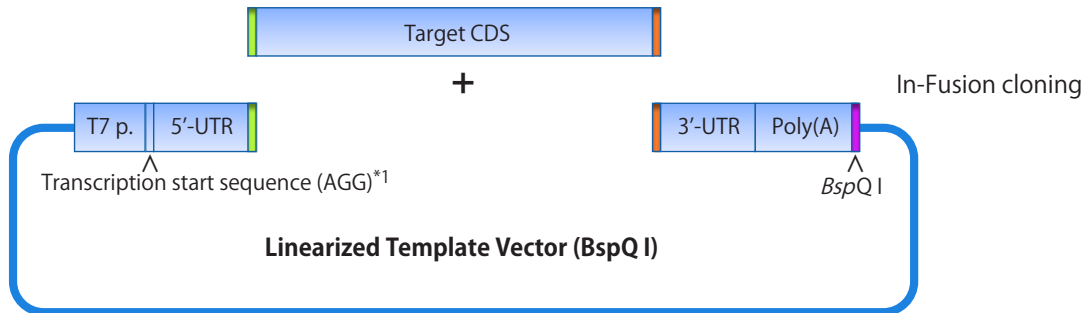 Target CDS
+
In-Fusion cloning
T7 p.
5’-UTR
3’-UTR
Poly(A)
Transcription start sequence (AGG)*1
BspQ I
Linearized Template Vector (BspQ I)